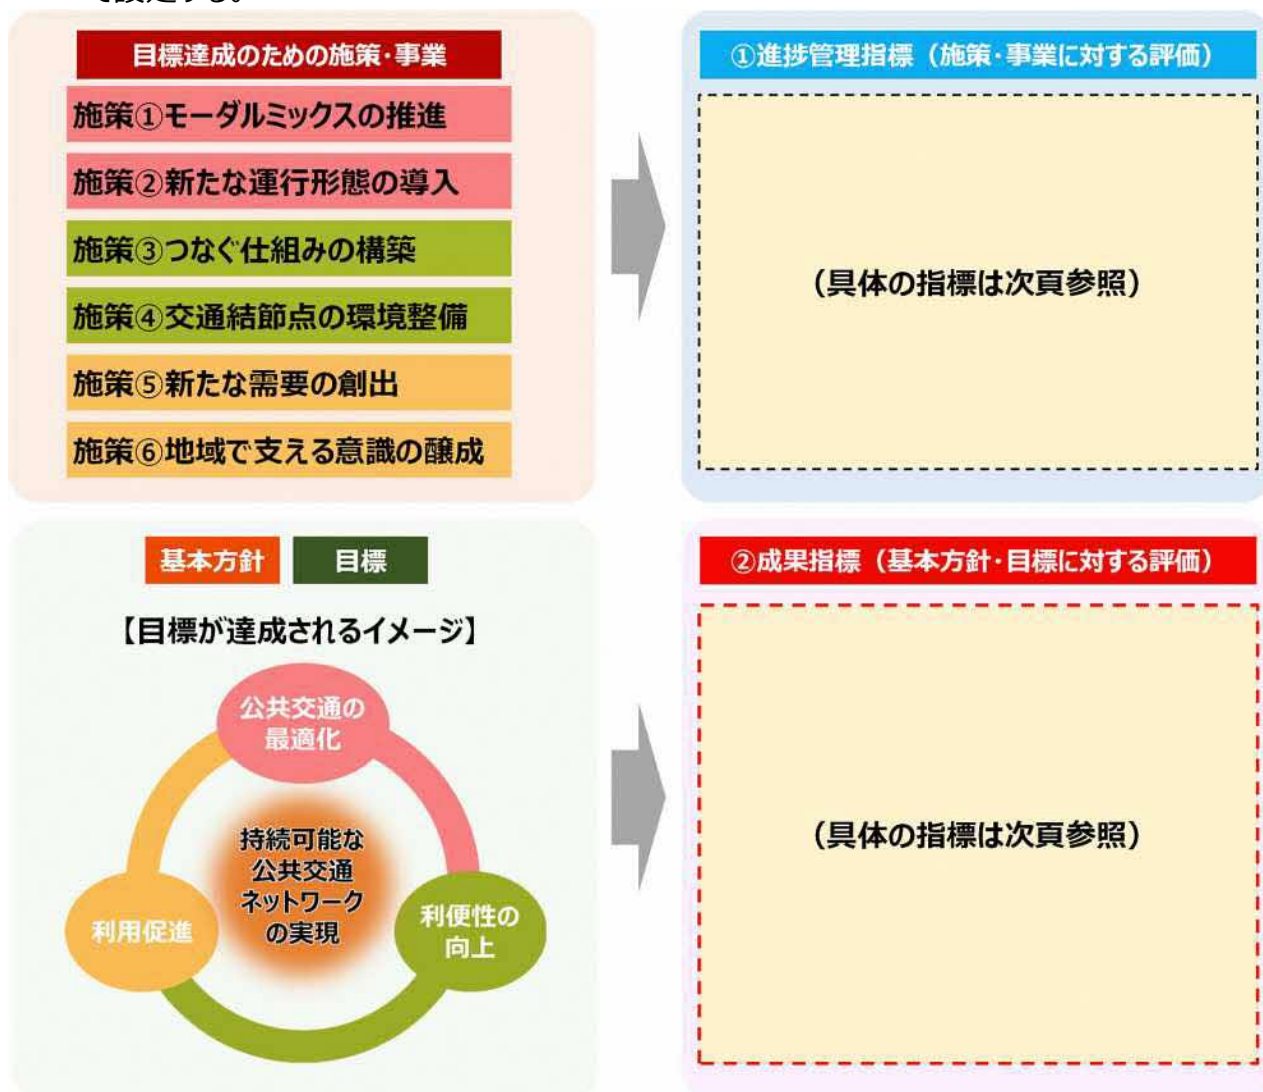 て設定する。
目標達成のための施策・事業
施策①モーダルミックスの推進
施策②新たな運行形態の導入
施策③つなぐ仕組みの構築
施策④交通結節点の環境整備
施策⑤新たな需要の創出
施策⑥地域で支える意識の醸成
①進捗管理指標（施策・事業に対する評価）
（具体の指標は次頁参照）
基本方針
目標
【目標が達成されるイメージ】
公共交通の
最適化
持続可能な
公共交通
ネットワーク
の実現
利用促進
利便性の
向上
②成果指標（基本方針・目標に対する評価）
（具体の指標は次頁参照）